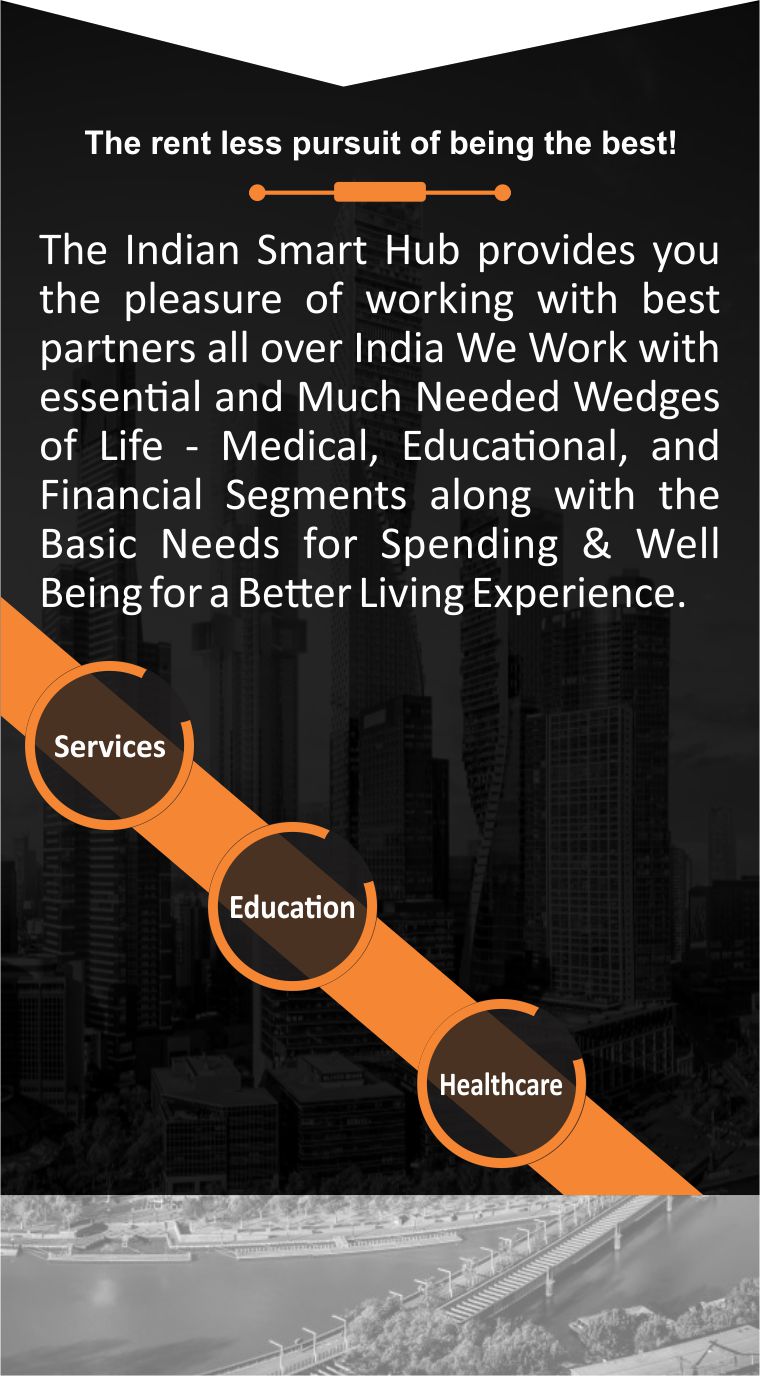 The rent less pursuit of being the best!
The Indian Smart Hub provides you
the pleasure of working with best
partners all over India We Work with
essential and Much Needed Wedges
of Life - Medical, Educational, and
Financial Segments along with the
Basic Needs for Spending & Well
Being for a Better Living Experience.
Services
Education
Healthcare